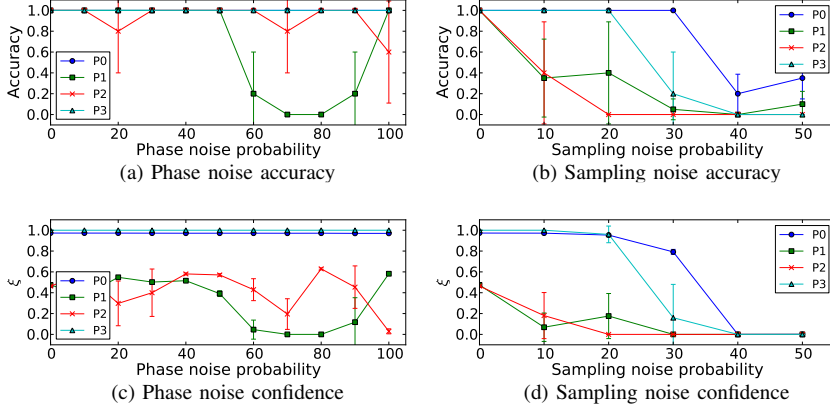 Accuracy
1.0
0.8
0.6
0.4
0.2
0.0
P0
P1
P2
P3
0 20 40 60 80 100
Phase noise probability
(a) Phase noise accuracy
Accuracy
1.0
0.8
0.6
0.4
0.2
0.0
P0
P1
P2
P3
0 10 20 30 40 50
Sampling noise probability
(b) Sampling noise accuracy
ξ
1.0
0.8
0.6
0.4
0.2
0.0
P0
P1
P2
P3
0 20 40 60 80 100
Phase noise probability
(c) Phase noise confidence
ξ
1.0
0.8
0.6
0.4
0.2
0.0
P0
P1
P2
P3
0 10 20 30 40 50
Sampling noise probability
(d) Sampling noise confidence